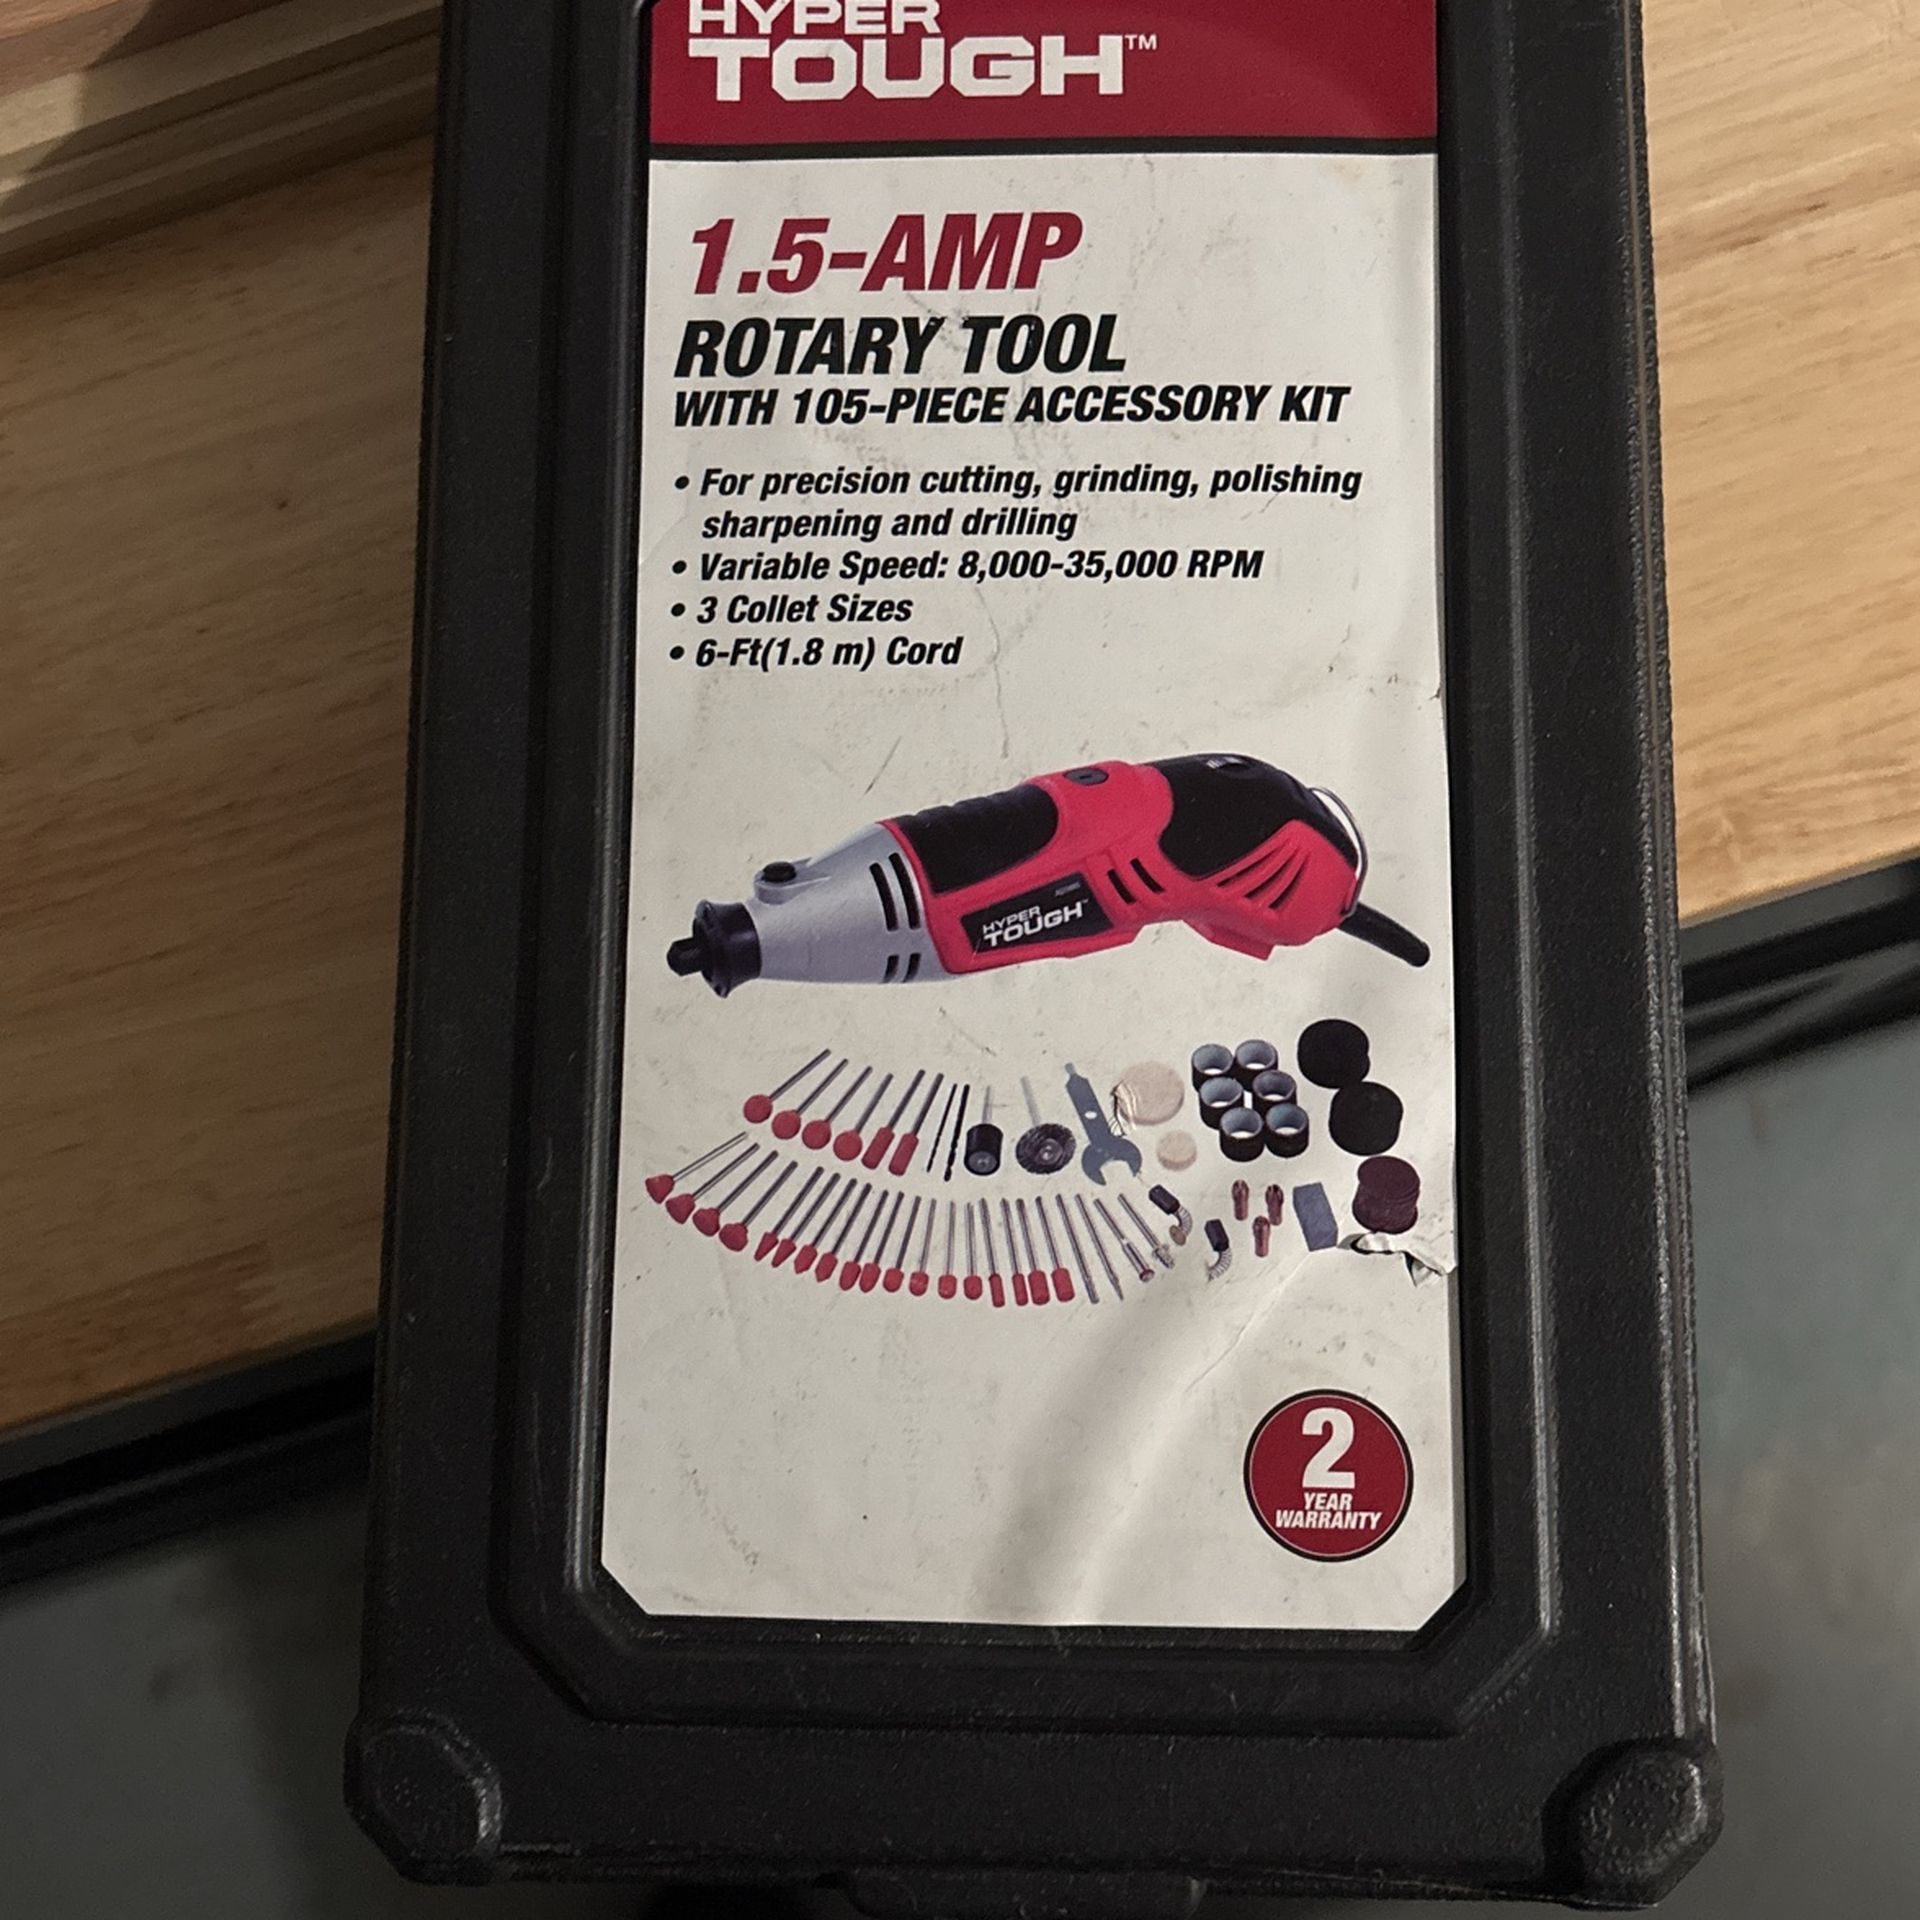 HYPER
TOUGH™
1.5-AMP
ROTARY TOOL
WITH 105-PIECE ACCESSORY KIT
• For precision cutting, grinding, polishing
sharpening and drilling
• Variable Speed: 8,000-35,000 RPM
• 3 Collet Sizes
• 6-Ft(1.8 m) Cord
HYPER
TOUGH™
2
YEAR
WARRANTY